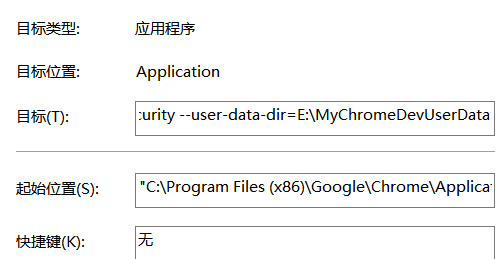 目标类型: 应用程序
目标位置: Application
目标(T): :urity --user-data-dir=E:\MyChromeDevUserData
起始位置(S): "C:\Program Files (x86)\Google\Chrome\Applicat
快捷键(K): 无